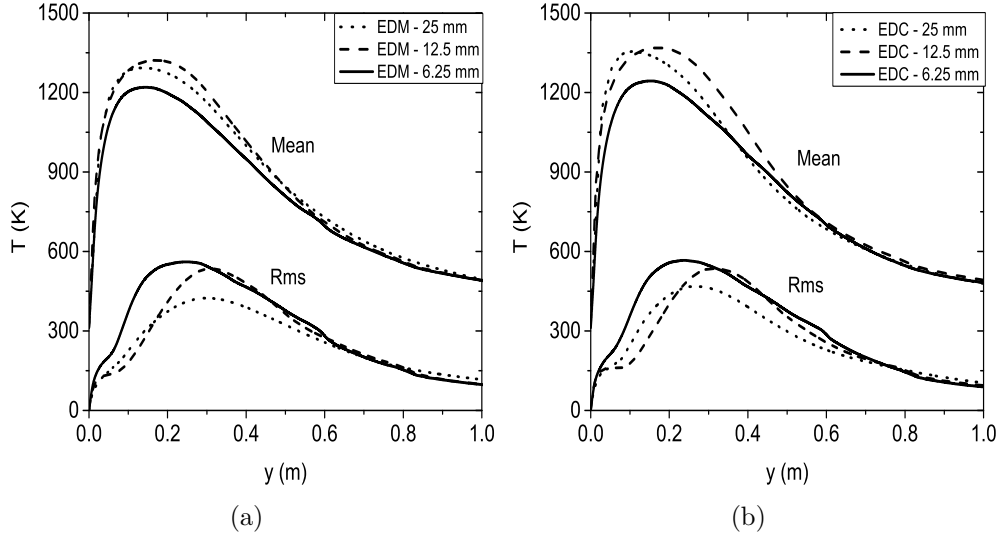 1500
1200
900
600
300
0
T (K)
EDM - 25 mm
EDM - 12.5 mm
EDM - 6.25 mm
Mean
Rms
0.0 0.2 0.4 0.6 0.8 1.0
y (m)
(a)
1500
1200
900
600
300
0
T (K)
EDC - 25 mm
EDC - 12.5 mm
EDC - 6.25 mm
Mean
Rms
0.0 0.2 0.4 0.6 0.8 1.0
y (m)
(b)